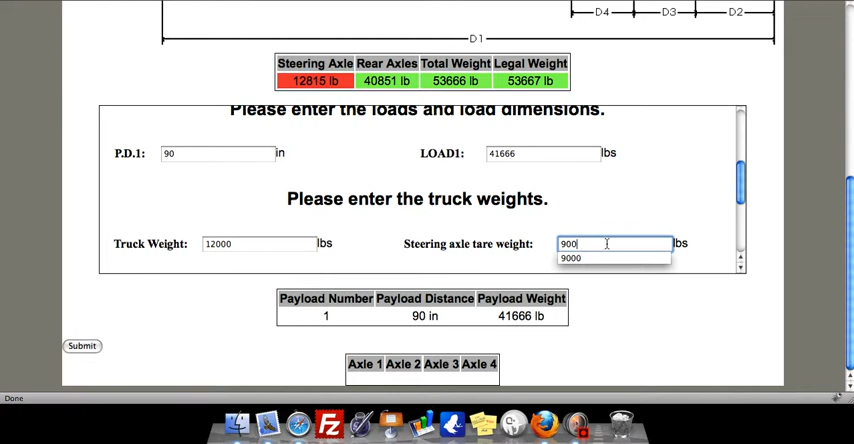 D4 D3 D2
D1
Steering Axle Rear Axles Total Weight Legal Weight
12815 lb 40851 lb 53666 lb 53667 lb
Please enter the loads and load dimensions.
P.D.1: 90 in LOAD1: 41666 lbs
Please enter the truck weights.
Truck Weight: 12000 lbs Steering axle tare weight: 900 lbs
9000
Payload Number Payload Distance Payload Weight
1 90 in 41666 lb
Submit
Axle 1 Axle 2 Axle 3 Axle 4
Done
FZ